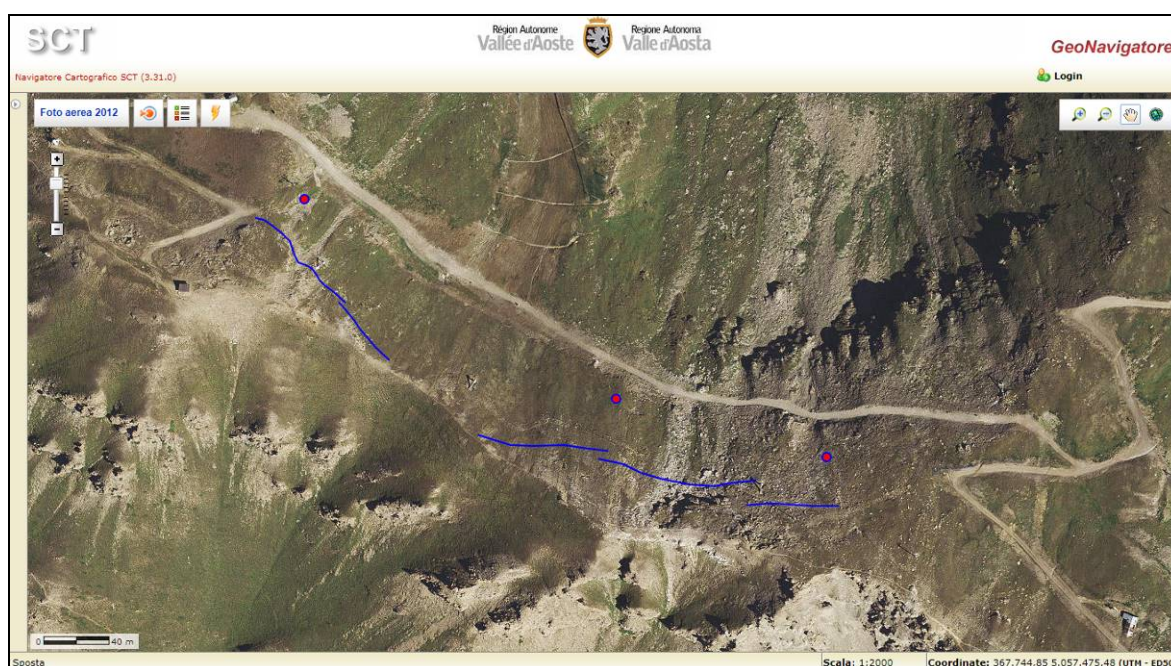 SCT
Région Autonome
Vallée d'Aoste
Regione Autonoma
Valle d'Aosta
GeoNavigatore
Navigatore Cartografico SCT (3.31.0)
Login
Foto aerea 2012
0 40 m
Sposta
Scala: 1:2000
Coordinate: 367.744,85 5.057.475,48 (UTM - ED50